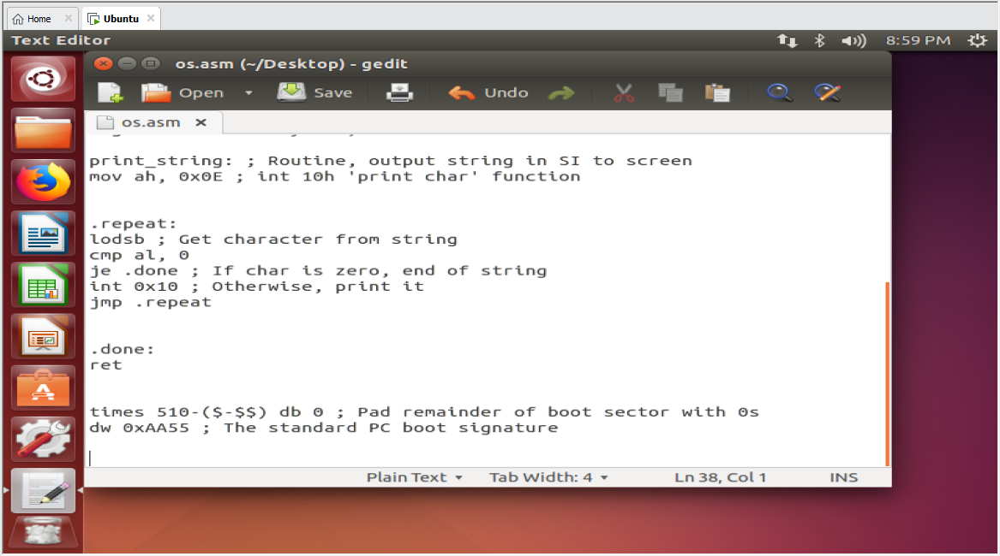 Home
Ubuntu
Text Editor
8:59 PM
os.asm (~/Desktop) - gedit
Open
Save
Undo
os.asm
print_string: ; Routine, output string in SI to screen
mov ah, 0x0E ; int 10h 'print char' function
.repeat:
lodsb ; Get character from string
cmp al, 0
je .done ; If char is zero, end of string
int 0x10 ; Otherwise, print it
jmp .repeat
.done:
ret
times 510-($-$$) db 0 ; Pad remainder of boot sector with 0s
dw 0xAA55 ; The standard PC boot signature
Plain Text
Tab Width: 4
Ln 38, Col 1
INS